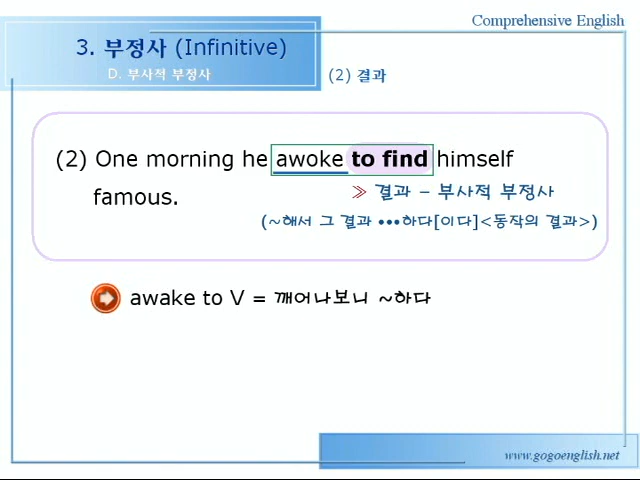 Comprehensive English
3. 부정사 (Infinitive)
D. 부사적 부정사
(2) 결과
(2) One morning he awoke to find himself
famous.
≫ 결과 – 부사적 부정사
(~해서 그 결과 •••하다[이다]<동작의 결과>)
awake to V = 깨어나보니 ~하다
www.gogoenglish.net